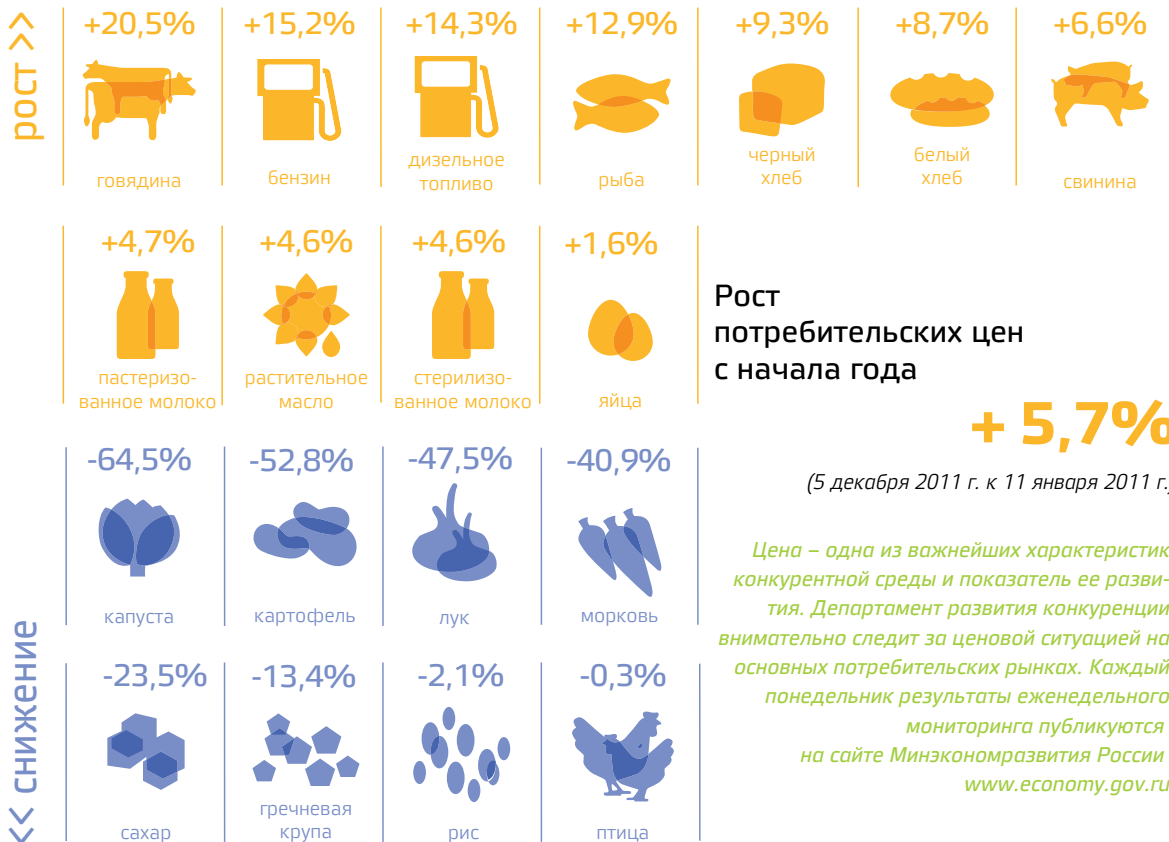 рост >>
+20,5%
говядина
+15,2%
бензин
+14,3%
дизельное
топливо
+12,9%
рыба
+9,3%
черный
хлеб
+8,7%
белый
хлеб
+6,6%
свинина
+4,7%
пастеризо-
ванное молоко
+4,6%
растительное
масло
+4,6%
стерилизо-
ванное молоко
+1,6%
яйца
Рост
потребительских цен
с начала года
+ 5,7%
(5 декабря 2011 г. к 11 января 2011 г.)
Цена – одна из важнейших характеристик
конкурентной среды и показатель ее разви-
тия. Департамент развития конкуренции
внимательно следит за ценовой ситуацией на
основных потребительских рынках. Каждый
понедельник результаты еженедельного
мониторинга публикуются
на сайте Минэкономразвития России
www.economy.gov.ru
<< снижение
-64,5%
капуста
-52,8%
картофель
-47,5%
лук
-40,9%
морковь
-23,5%
сахар
-13,4%
гречневая
крупа
-2,1%
рис
-0,3%
птица